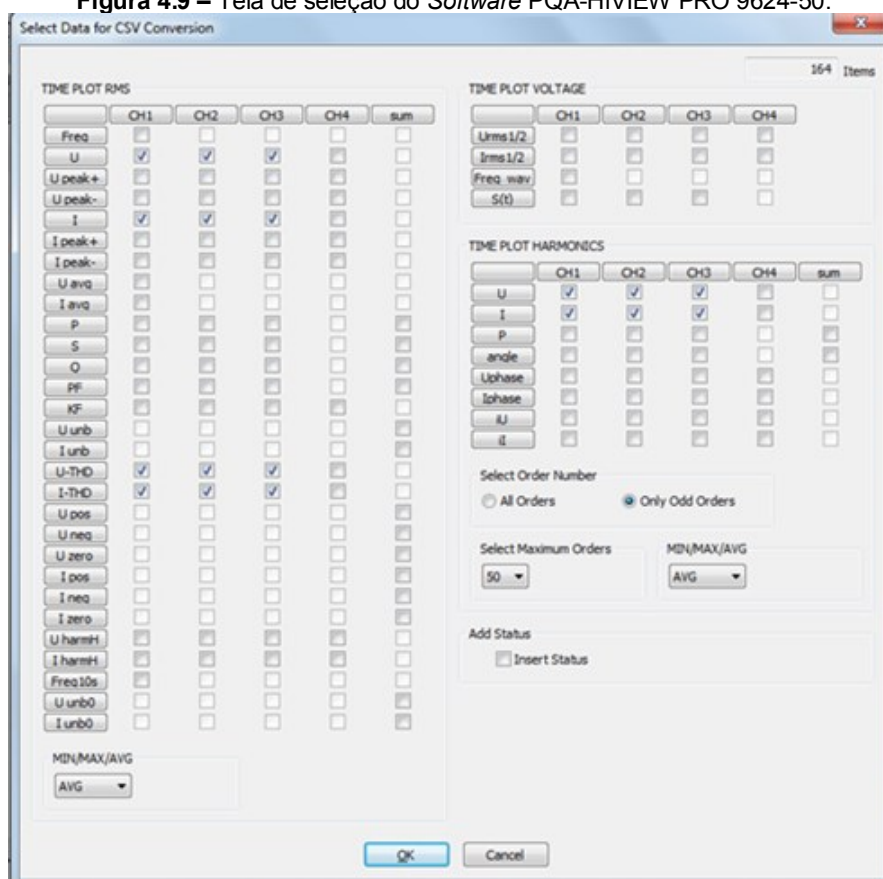 Figura 4.9 – Tela de seleção do Software PQA-HIVIEW PRO 9624-50.
Select Data for CSV Conversion
164 Items
TIME PLOT RMS
CH1 CH2 CH3 CH4 sum
Freq
U
U peak+
U peak-
I
I peak+
I peak-
U avg
I avg
P
S
Q
PF
KF
U unb
I unb
U-THD
I-THD
U pos
U neg
U zero
I pos
I neg
I zero
U harmH
I harmH
Freq10s
U unb0
I unb0
MIN/MAX/AVG
AVG
TIME PLOT VOLTAGE
CH1 CH2 CH3 CH4
Urms1/2
Irms1/2
Freq wav
S(t)
TIME PLOT HARMONICS
CH1 CH2 CH3 CH4 sum
U
I
P
angle
Uphase
Iphase
iU
iI
Select Order Number
All Orders Only Odd Orders
Select Maximum Orders
50
MIN/MAX/AVG
AVG
Add Status
Insert Status
OK Cancel